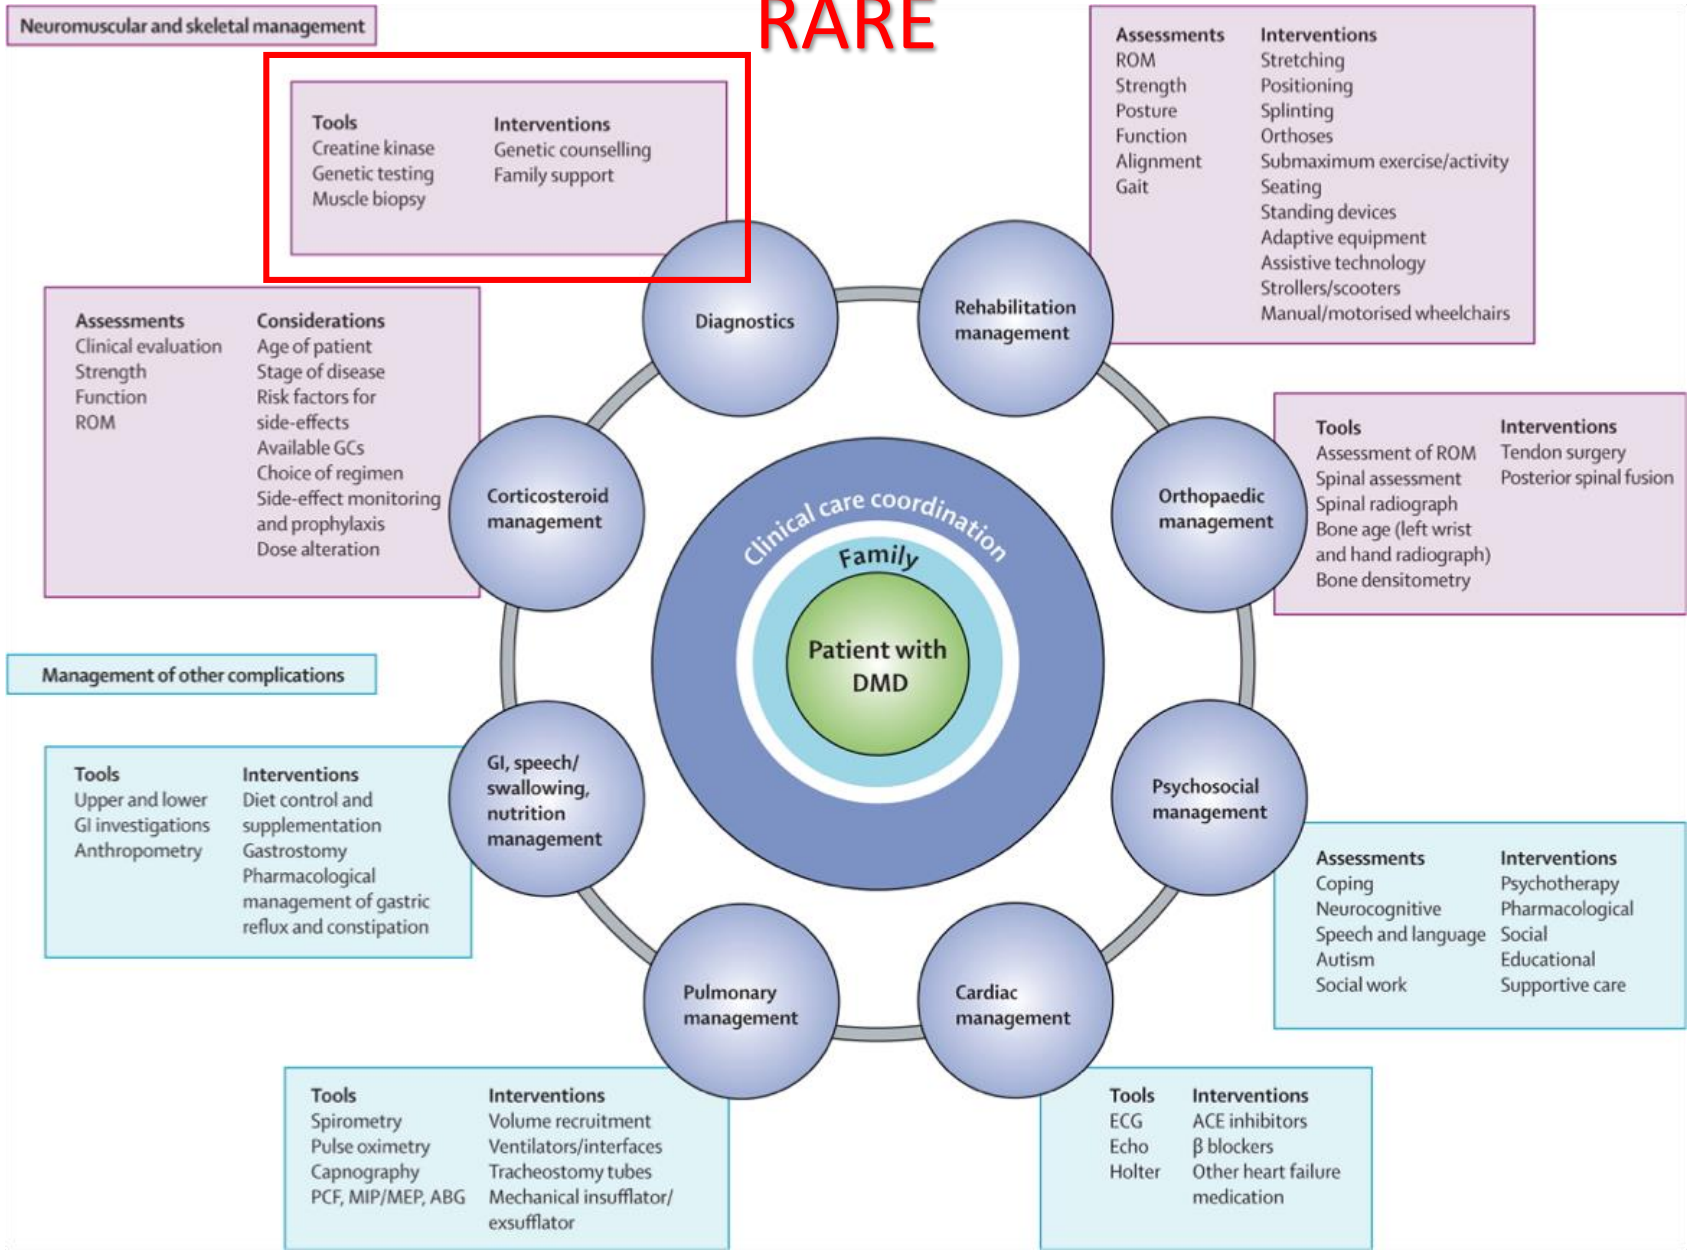 RARE
Neuromuscular and skeletal management
Tools
Creatine kinase
Genetic testing
Muscle biopsy
Interventions
Genetic counselling
Family support
Assessments
ROM
Strength
Posture
Function
Alignment
Gait
Interventions
Stretching
Positioning
Splinting
Orthoses
Submaximum exercise/activity
Seating
Standing devices
Adaptive equipment
Assistive technology
Strollers/scooters
Manual/motorised wheelchairs
Diagnostics
Rehabilitation
management
Assessments
Clinical evaluation
Strength
Function
ROM
Considerations
Age of patient
Stage of disease
Risk factors for
side-effects
Available GCs
Choice of regimen
Side-effect monitoring
and prophylaxis
Dose alteration
Corticosteroid
management
Orthopaedic
management
Tools
Assessment of ROM
Spinal assessment
Spinal radiograph
Bone age (left wrist
and hand radiograph)
Bone densitometry
Interventions
Tendon surgery
Posterior spinal fusion
Clinical care coordination
Family
Patient with
DMD
Management of other complications
Tools
Upper and lower
GI investigations
Anthropometry
Interventions
Diet control and
supplementation
Gastrostomy
Pharmacological
management of gastric
reflux and constipation
GI, speech/
swallowing,
nutrition
management
Psychosocial
management
Assessments
Coping
Neurocognitive
Speech and language
Autism
Social work
Interventions
Psychotherapy
Pharmacological
Social
Educational
Supportive care
Pulmonary
management
Cardiac
management
Tools
Spirometry
Pulse oximetry
Capnography
PCF, MIP/MEP, ABG
Interventions
Volume recruitment
Ventilators/interfaces
Tracheostomy tubes
Mechanical insufflator/
exsufflator
Tools
ECG
Echo
Holter
Interventions
ACE inhibitors
β blockers
Other heart failure
medication